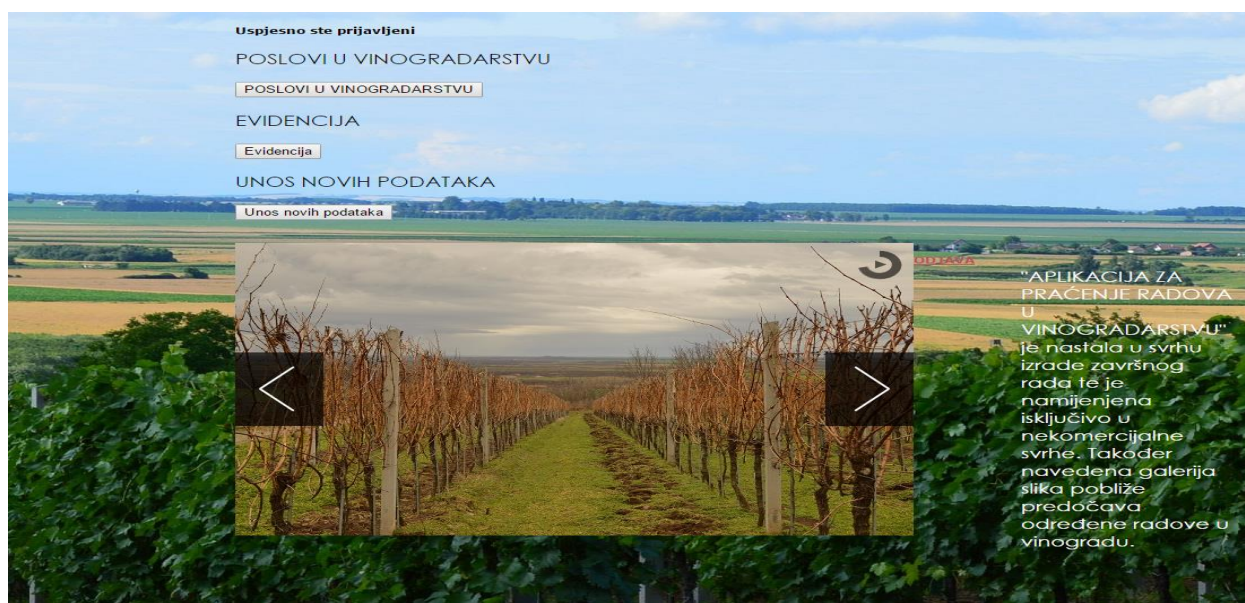 Uspjesno ste prijavljeni
POSLOVI U VINOGRADARSTVU
POSLOVI U VINOGRADARSTVU
EVIDENCIJA
Evidencija
UNOS NOVIH PODATAKA
Unos novih podataka
ODJAVA
"APLIKACIJA ZA
PRAĆENJE RADOVA
U
VINOGRADARSTVU"
je nastala u svrhu
izrade završnog
rada te je
namijenjena
isključivo u
nekomercijalne
svrhe. Također
navedena galerija
slika pobliže
predočava
određene radove u
vinogradu.